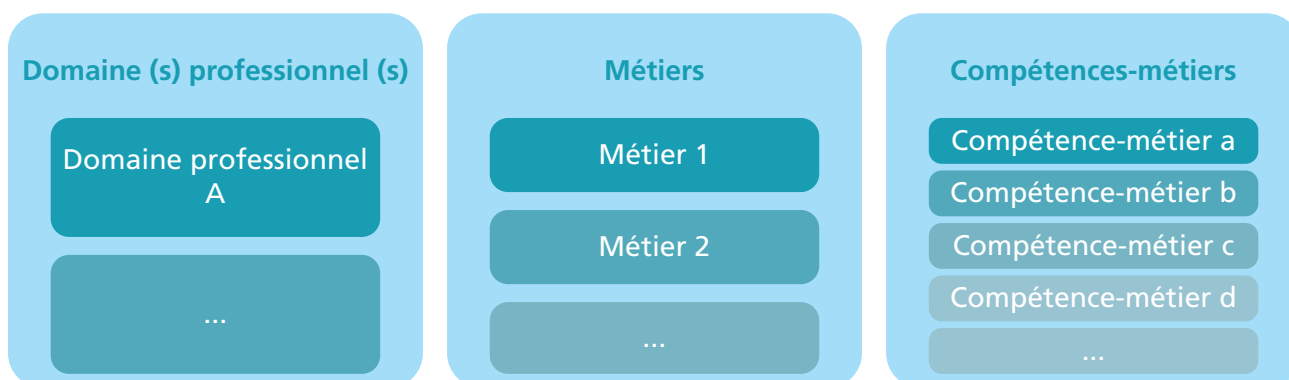 Domaine (s) professionnel (s)
Domaine professionnel
A
...
Métiers
Métier 1
Métier 2
...
Compétences-métiers
Compétence-métier a
Compétence-métier b
Compétence-métier c
Compétence-métier d
...